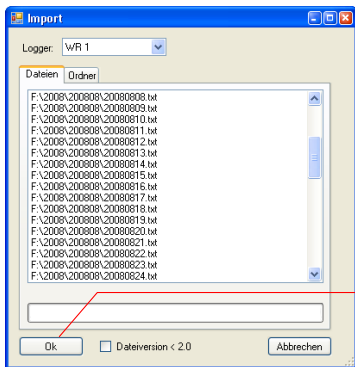 Import
Logger: WR 1
Dateien Ordner
F:\2008\200808\20080808.txt
F:\2008\200808\20080809.txt
F:\2008\200808\20080810.txt
F:\2008\200808\20080811.txt
F:\2008\200808\20080812.txt
F:\2008\200808\20080813.txt
F:\2008\200808\20080814.txt
F:\2008\200808\20080815.txt
F:\2008\200808\20080816.txt
F:\2008\200808\20080817.txt
F:\2008\200808\20080818.txt
F:\2008\200808\20080819.txt
F:\2008\200808\20080820.txt
F:\2008\200808\20080821.txt
F:\2008\200808\20080822.txt
F:\2008\200808\20080823.txt
F:\2008\200808\20080824.txt
Ok Dateiversion < 2.0 Abbrechen